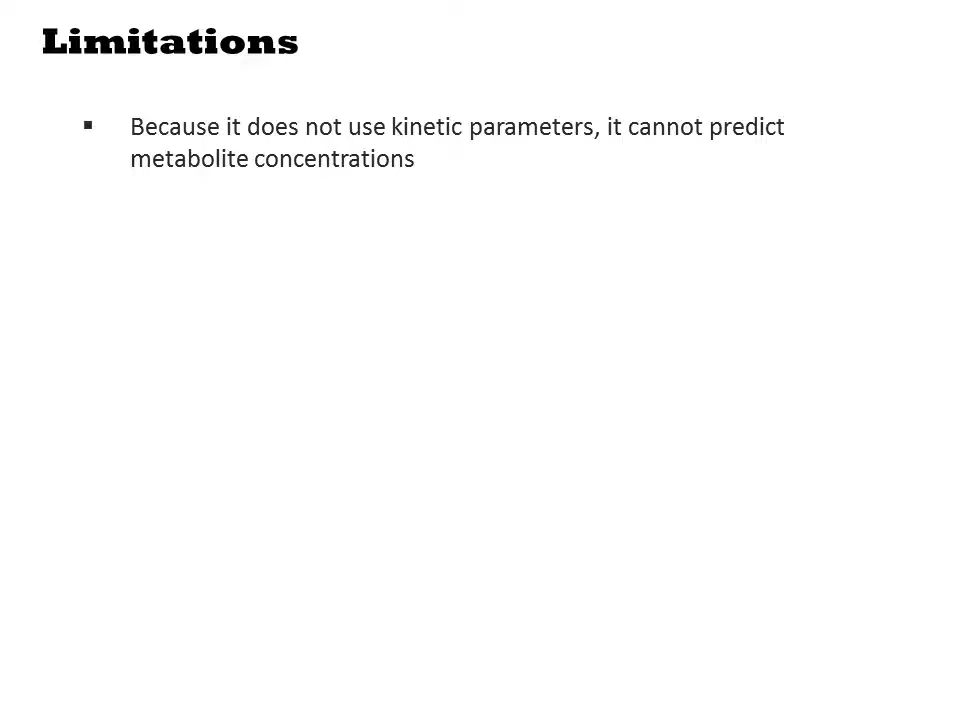 Limitations
▪ Because it does not use kinetic parameters, it cannot predict
metabolite concentrations